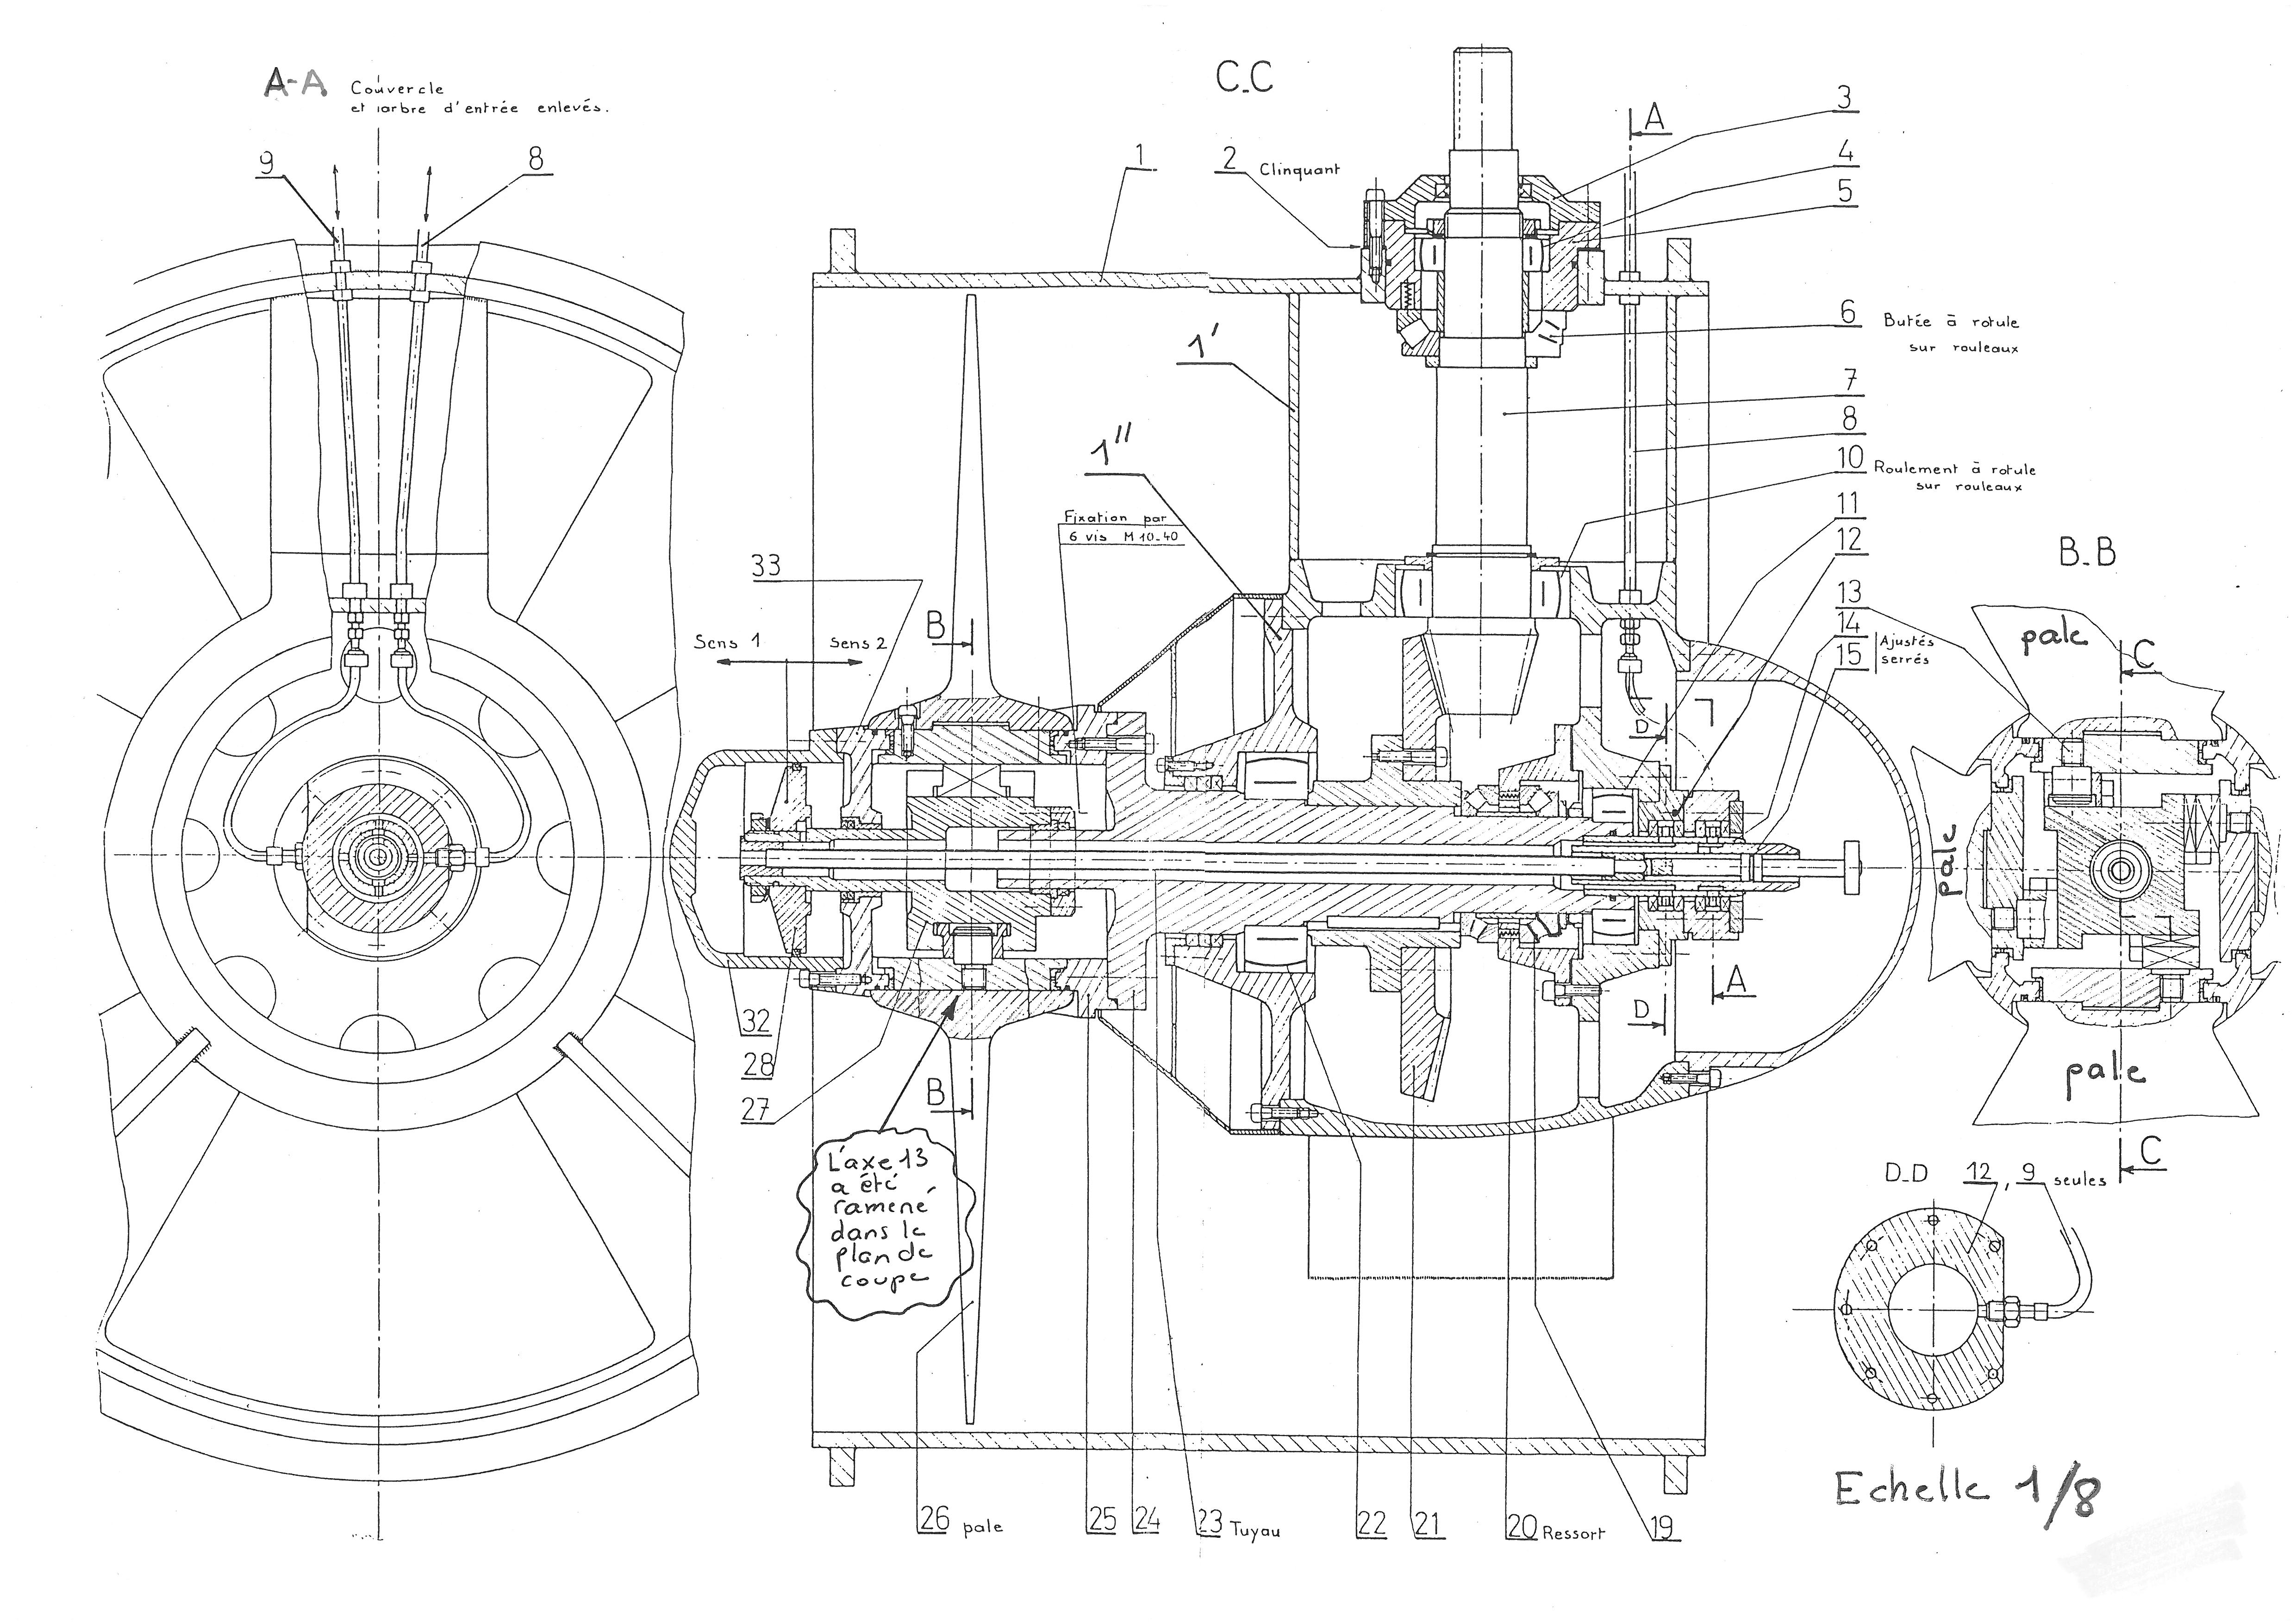 A-A Couvercle
et arbre d'entrée enlevés.
9
8
C.C
1
2 Clinquant
A
3
4
5
6 Butée à rotule
sur rouleaux
1'
7
8
1''
10 Roulement à rotule
sur rouleaux
Fixation par
6 vis M 10-40
11
12
33
B.B
13
14
15
Ajustés
serrés
Sens 1
Sens 2
B
D
pale
C
pale
32
28
27
B
D
A
pale
L'axe 13
a été
ramené
dans le
plan de
coupe
C
D.D
12, 9 seules
Echelle 1/8
26 pale
25
24
23 Tuyau
22
21
20 Ressort
19